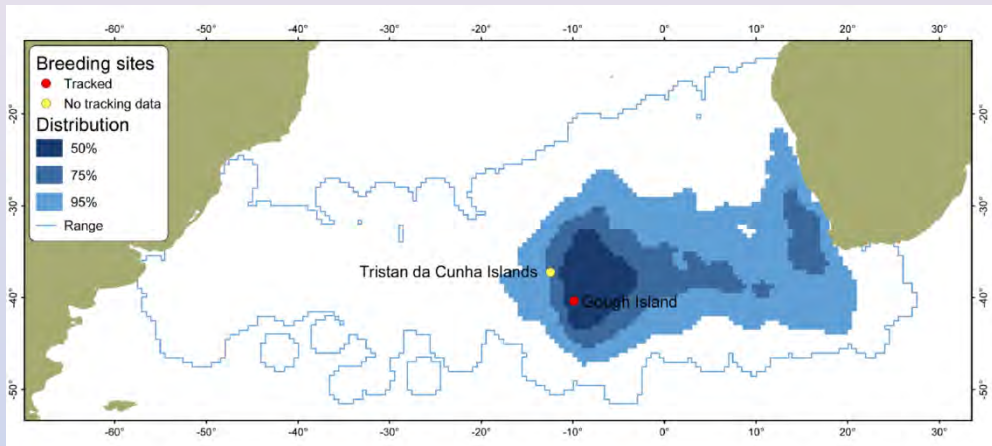 -60° -50° -40° -30° -20° -10° 0° 10° 20° 30°
Breeding sites
Tracked
No tracking data
Distribution
50%
75%
95%
Range
-20° -20°
-30° -30°
Tristan da Cunha Islands
-40° Gough Island -40°
-50° -50°
-60° -50° -40° -30° -20° -10° 0° 10° 20° 30°